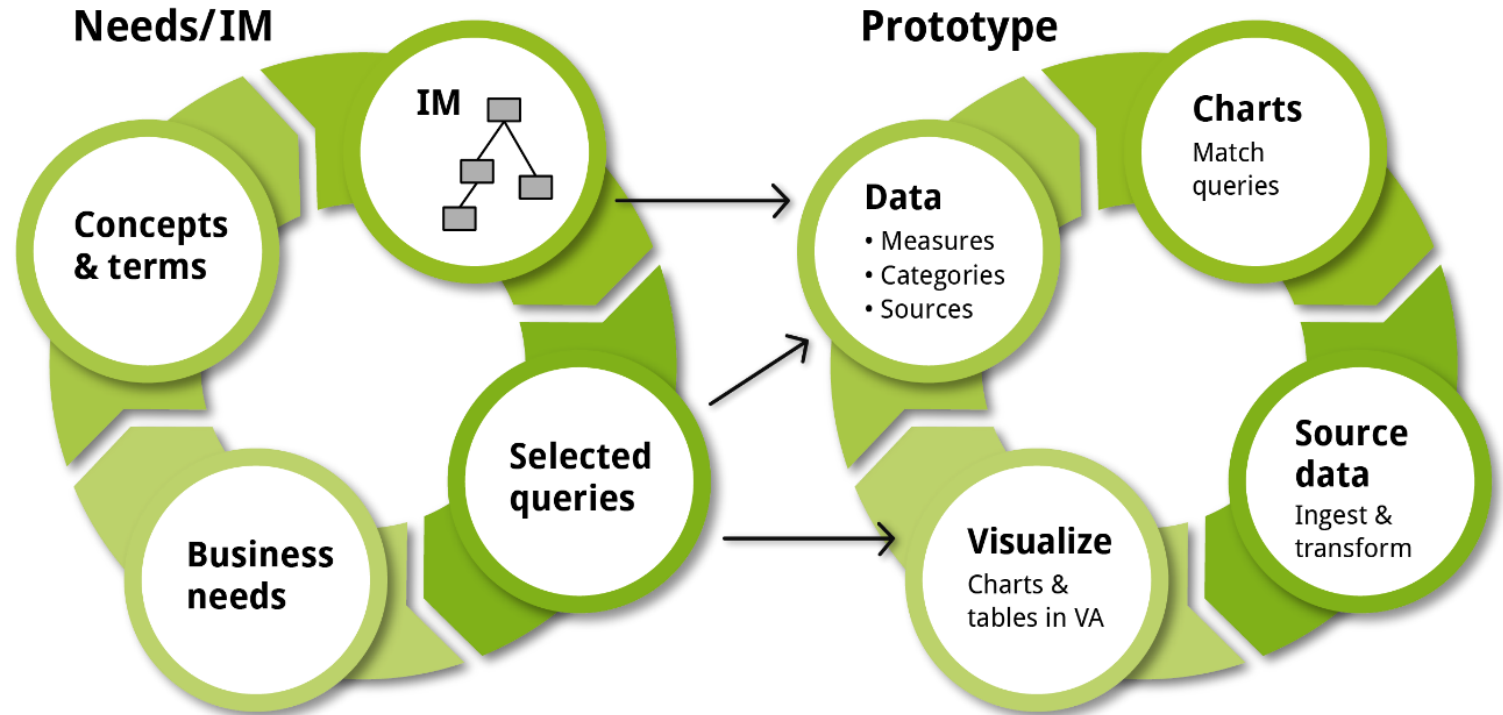 Needs/IM
IM
Concepts
& terms
Selected
queries
Business
needs
Prototype
Charts
Match
queries
Data
• Measures
• Categories
• Sources
Source
data
Ingest &
transform
Visualize
Charts &
tables in VA